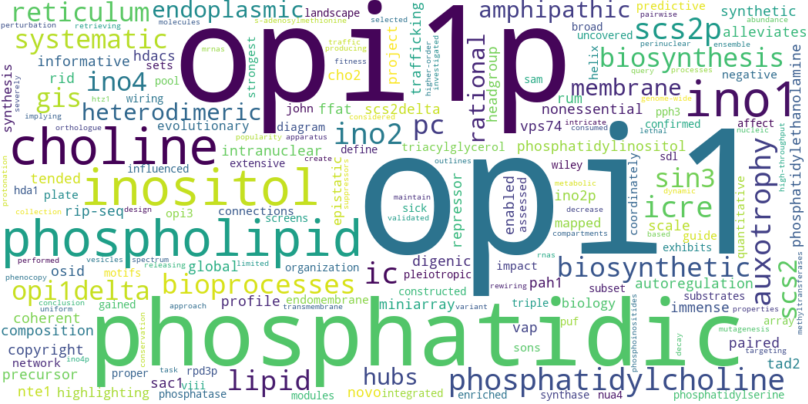 reticulum endoplasmic landscape opi1p amphipathic predictive synthetic
perturbation retrieving molecules s-adenosylmethionine selected pairwise abundance
systematic mrnas scs2p uncovered alleviates
informative hdacs strongest project trafficking higher-order investigated traffic producing fitness rational headgroup broad perinuclear ensemble
synthesis severely rid sets ino4 pool cho2 sam helix biosynthesis
gis wiring membrane query processes negative
implying htz1 john ffat scs2delta considered nonessential rum genome-wide ino1
heterodimeric diagram vps74 confirmed pph3 affect
orthologue popularity apparatus evolutionary ino2 pc intricate consumed lethal nucleic
choline intranuclear define triacylglycerol phosphatidylinositol sdl high-throughput
influenced extensive create opi1 outlines wiley metabolic dynamic
protonation hda1 tended inositol epistatic suppressors maintain sick validated repressor enabled assessed ino2p coordinately sin3 auxotrophy phosphatidylethanolamine
collection plate decrease mapped icre scale quantitative
rip-seq design opi3 connections screens compartments based guide
phospholipid digenic exhibits
performed vesicles spectrum osid global organization pleiotropic impact rnas biosynthetic scs2
phenocopy releasing limited motifs bioprocesses ic rewiring pah1 subset autoregulation
opi1delta endomembrane constructed substrates
conclusion uniform gained profile transmembrane miniarray triple biology immense properties methyltransferases
coherent approach variant vap puf phosphoinositides array
composition conservation phosphatidic decay mutagenesis paired
copyright task rpd3p sons targeting
network ino4p proper lipid hubs phosphatidylcholine tad2
precursor sac1 viii novo
nte1 highlighting phosphatase integrated modules enriched synthase nua4 phosphatidylserine